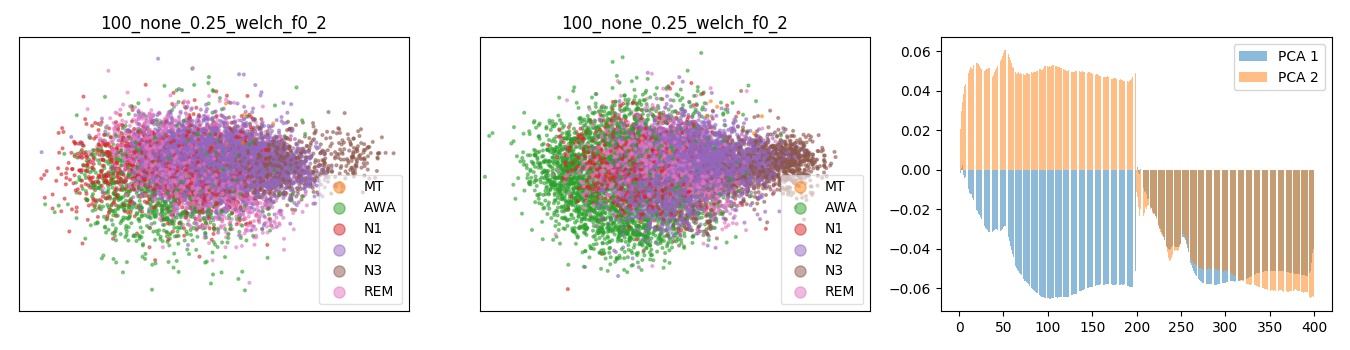 100_none_0.25_welch_f0_2
MT
AWA
N1
N2
N3
REM
100_none_0.25_welch_f0_2
MT
AWA
N1
N2
N3
REM
PCA 1
PCA 2
0.06
0.04
0.02
0.00
−0.02
−0.04
−0.06
0 50 100 150 200 250 300 350 400